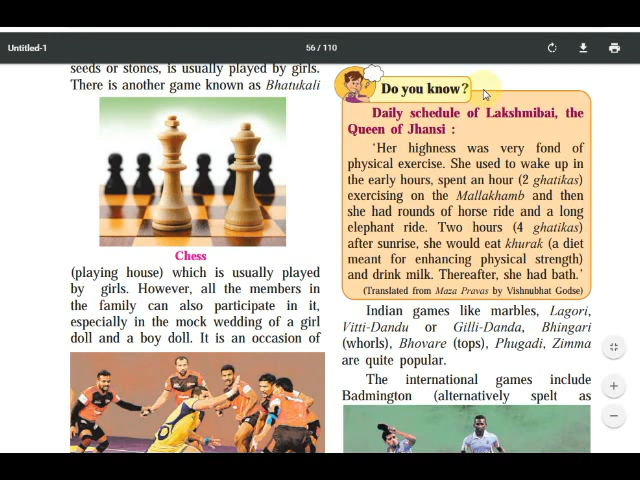 Untitled-1
56 / 110
seeds or stones, is usually played by girls.
There is another game known as Bhatukali
Chess
(playing house) which is usually played
by girls. However, all the members in
the family can also participate in it,
especially in the mock wedding of a girl
doll and a boy doll. It is an occasion of
Do you know?
Daily schedule of Lakshmibai, the
Queen of Jhansi :
‘Her highness was very fond of
physical exercise. She used to wake up in
the early hours, spent an hour (2 ghatikas)
exercising on the Mallakhamb and then
she had rounds of horse ride and a long
elephant ride. Two hours (4 ghatikas)
after sunrise, she would eat khurak (a diet
meant for enhancing physical strength)
and drink milk. Thereafter, she had bath.’
(Translated from Maza Pravas by Vishnubhat Godse)
Indian games like marbles, Lagori,
Vitti-Dandu or Gilli-Danda, Bhingari
(whorls), Bhovare (tops), Phugadi, Zimma
are quite popular.
The international games include
Badmington (alternatively spelt as